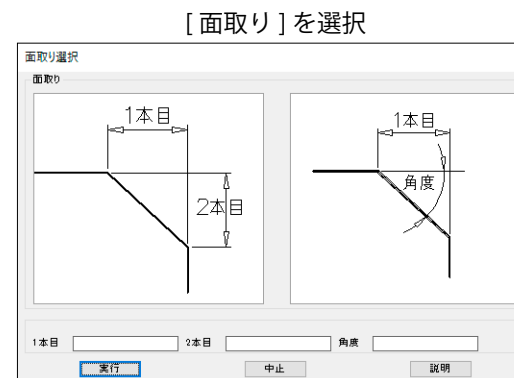 [ 面取り ] を選択
面取り選択
面取り
1本目
2本目
1本目
角度
1本目 2本目 角度
実行 中止 説明